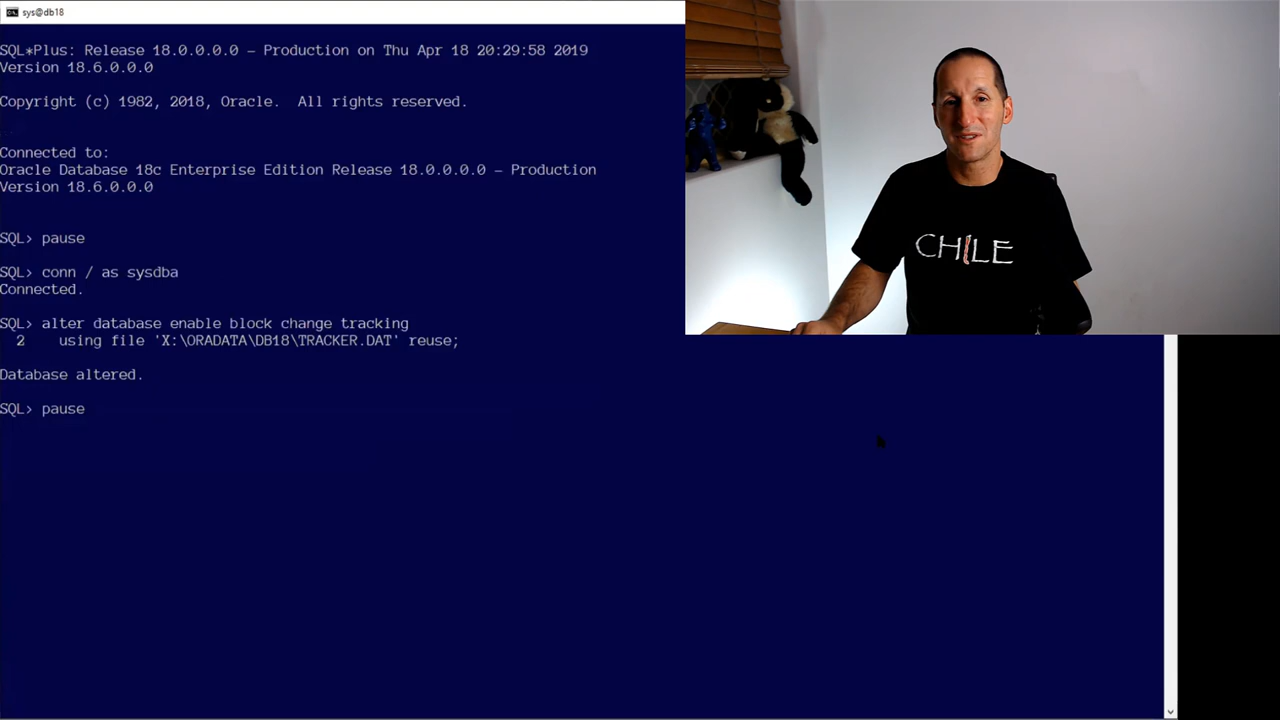 sys@db18
SQL*Plus: Release 18.0.0.0.0 – Production on Thu Apr 18 20:29:58 2019
Version 18.6.0.0.0
Copyright (c) 1982, 2018, Oracle.  All rights reserved.
Connected to:
Oracle Database 18c Enterprise Edition Release 18.0.0.0.0 – Production
Version 18.6.0.0.0
SQL> pause
SQL> conn / as sysdba
Connected.
SQL> alter database enable block change tracking
  2    using file 'X:\ORADATA\DB18\TRACKER.DAT' reuse;
Database altered.
SQL> pause
CHILE